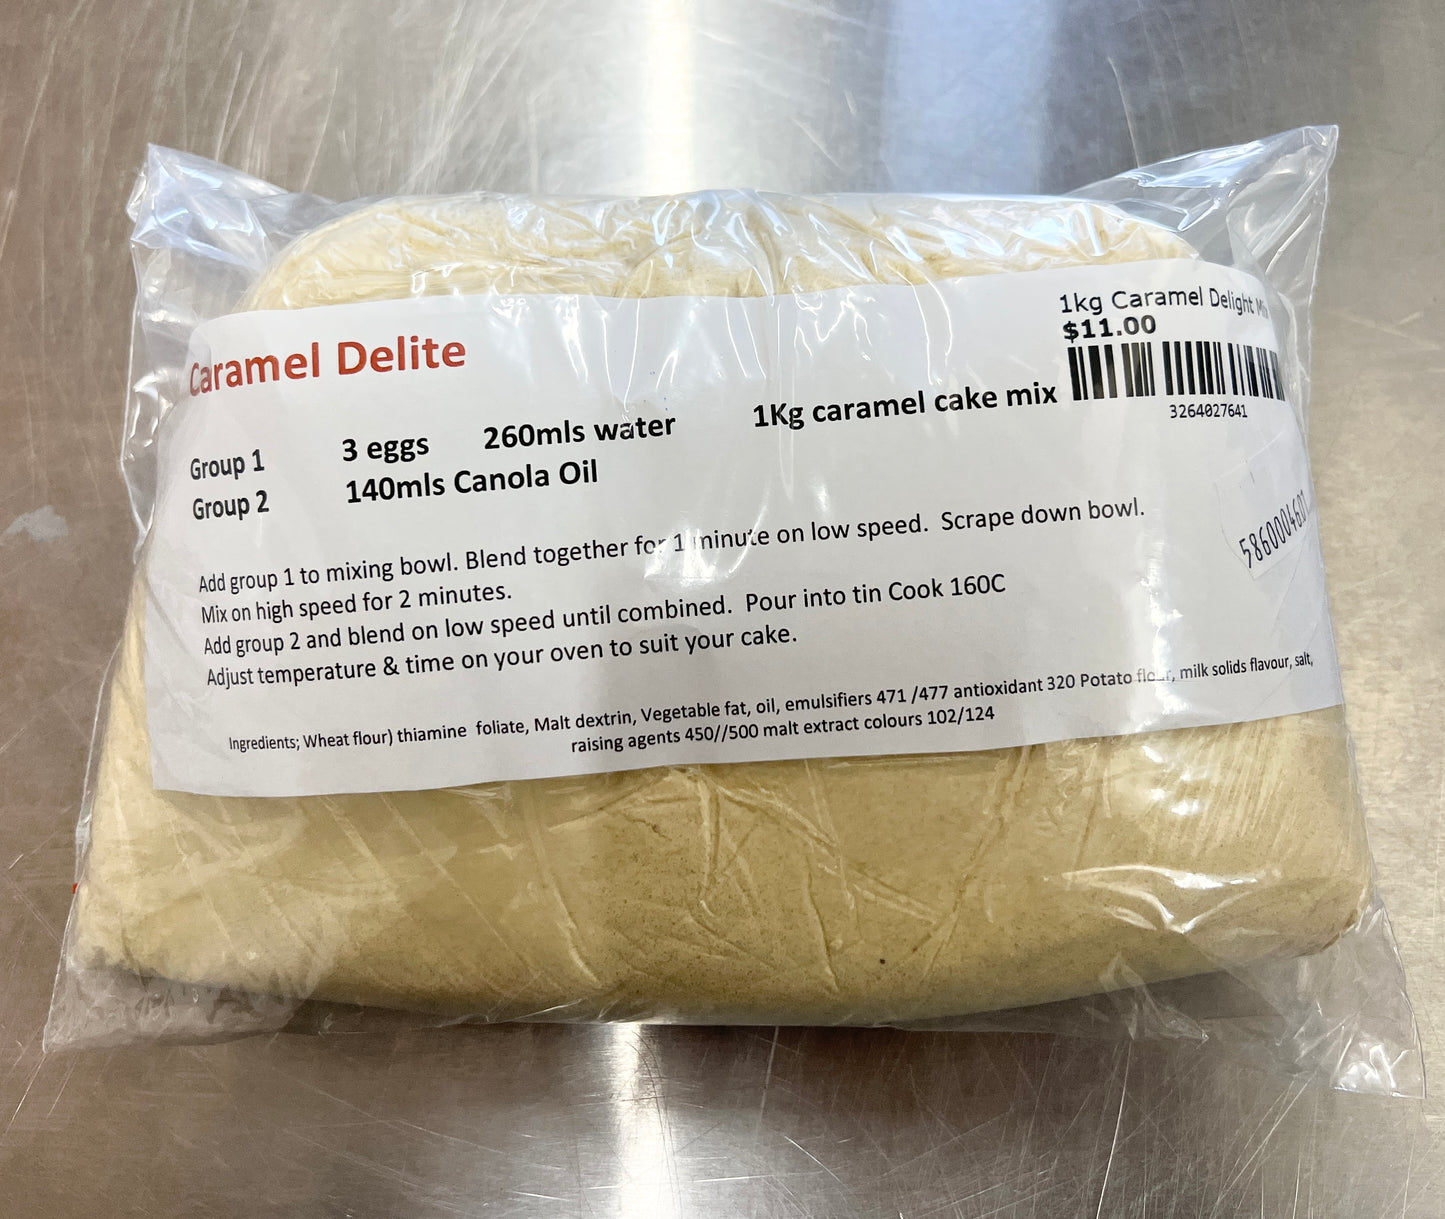 1kg Caramel Delight Mix
$11.00
3264027641
Caramel Delite
Group 1 3 eggs 260mls water 1Kg caramel cake mix
Group 2 140mls Canola Oil
Add group 1 to mixing bowl. Blend together for 1 minute on low speed. Scrape down bowl.
Mix on high speed for 2 minutes.
Add group 2 and blend on low speed until combined. Pour into tin Cook 160C
Adjust temperature & time on your oven to suit your cake.
Ingredients; Wheat flour) thiamine foliate, Malt dextrin, Vegetable fat, oil, emulsifiers 471 /477 antioxidant 320 Potato flour, milk solids flavour, salt,
raising agents 450//500 malt extract colours 102/124